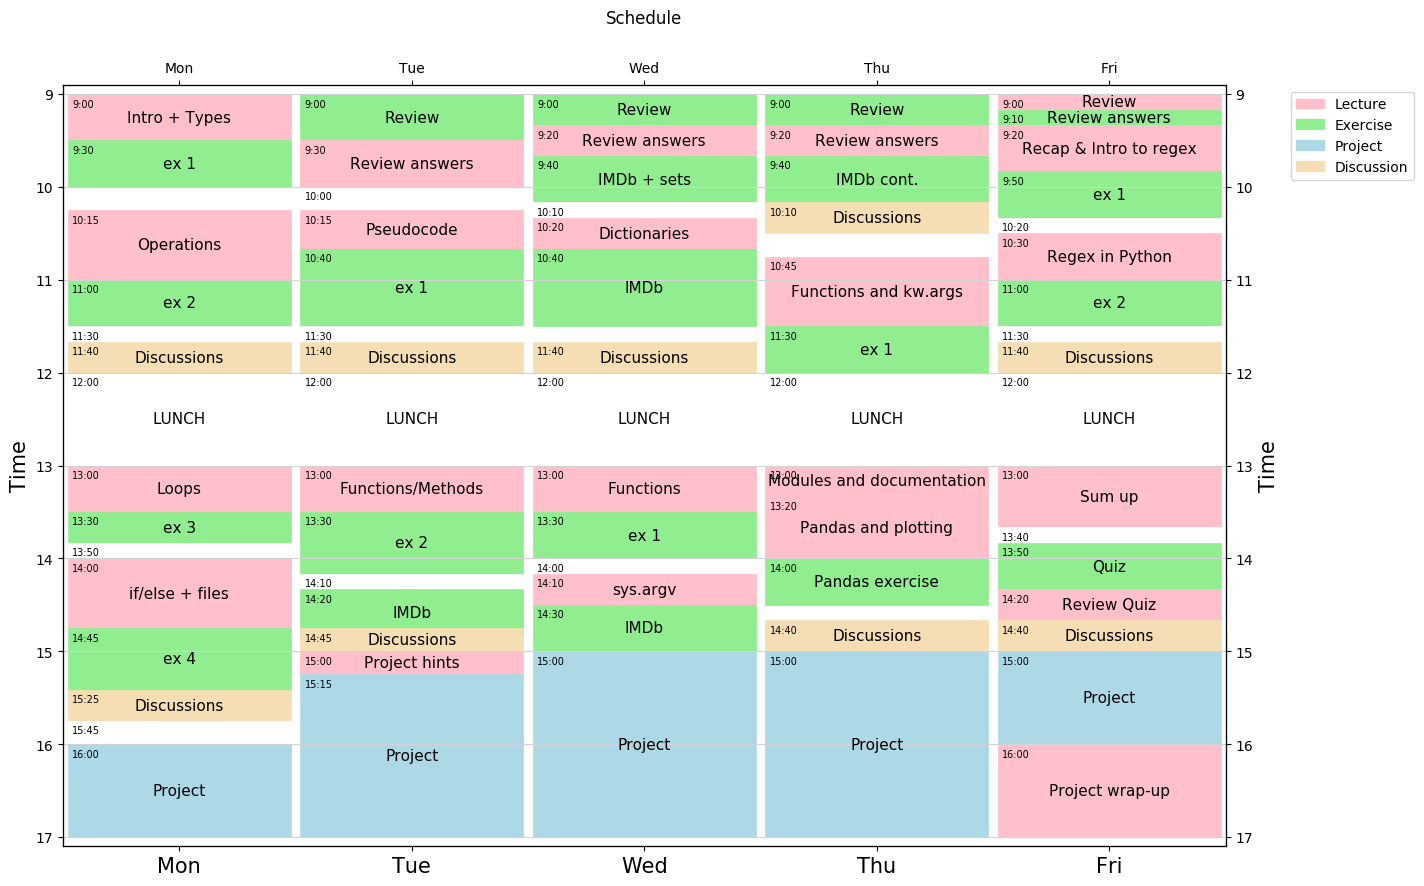 Schedule
Mon Tue Wed Thu Fri
Lecture
Exercise
Project
Discussion
Time
9
10
11
12
13
14
15
16
17
9:00 Intro + Types
9:30 ex 1
10:15 Operations
11:00 ex 2
11:30
11:40 Discussions
12:00
LUNCH
13:00 Loops
13:30 ex 3
13:50
14:00 if/else + files
14:45 ex 4
15:25 Discussions
15:45
16:00 Project
9:00 Review
9:30 Review answers
10:00
10:15 Pseudocode
10:40 ex 1
11:30
11:40 Discussions
12:00
LUNCH
13:00 Functions/Methods
13:30 ex 2
14:10
14:20 IMDb
14:45 Discussions
15:00 Project hints
15:15 Project
9:00 Review
9:20 Review answers
9:40 IMDb + sets
10:10
10:20 Dictionaries
10:40 IMDb
11:40 Discussions
12:00
LUNCH
13:00 Functions
13:30 ex 1
14:00
14:10 sys.argv
14:30 IMDb
15:00 Project
9:00 Review
9:20 Review answers
9:40 IMDb cont.
10:10 Discussions
10:45 Functions and kw.args
11:30 ex 1
12:00
LUNCH
13:00 Modules and documentation
13:20 Pandas and plotting
14:00 Pandas exercise
14:40 Discussions
15:00 Project
9:00 Review
9:10 Review answers
9:20 Recap & Intro to regex
9:50 ex 1
10:20
10:30 Regex in Python
11:00 ex 2
11:30
11:40 Discussions
12:00
LUNCH
13:00 Sum up
13:40
13:50 Quiz
14:20 Review Quiz
14:40 Discussions
15:00 Project
16:00 Project wrap-up
9
10
11
12
13
14
15
16
17
Time
Mon Tue Wed Thu Fri